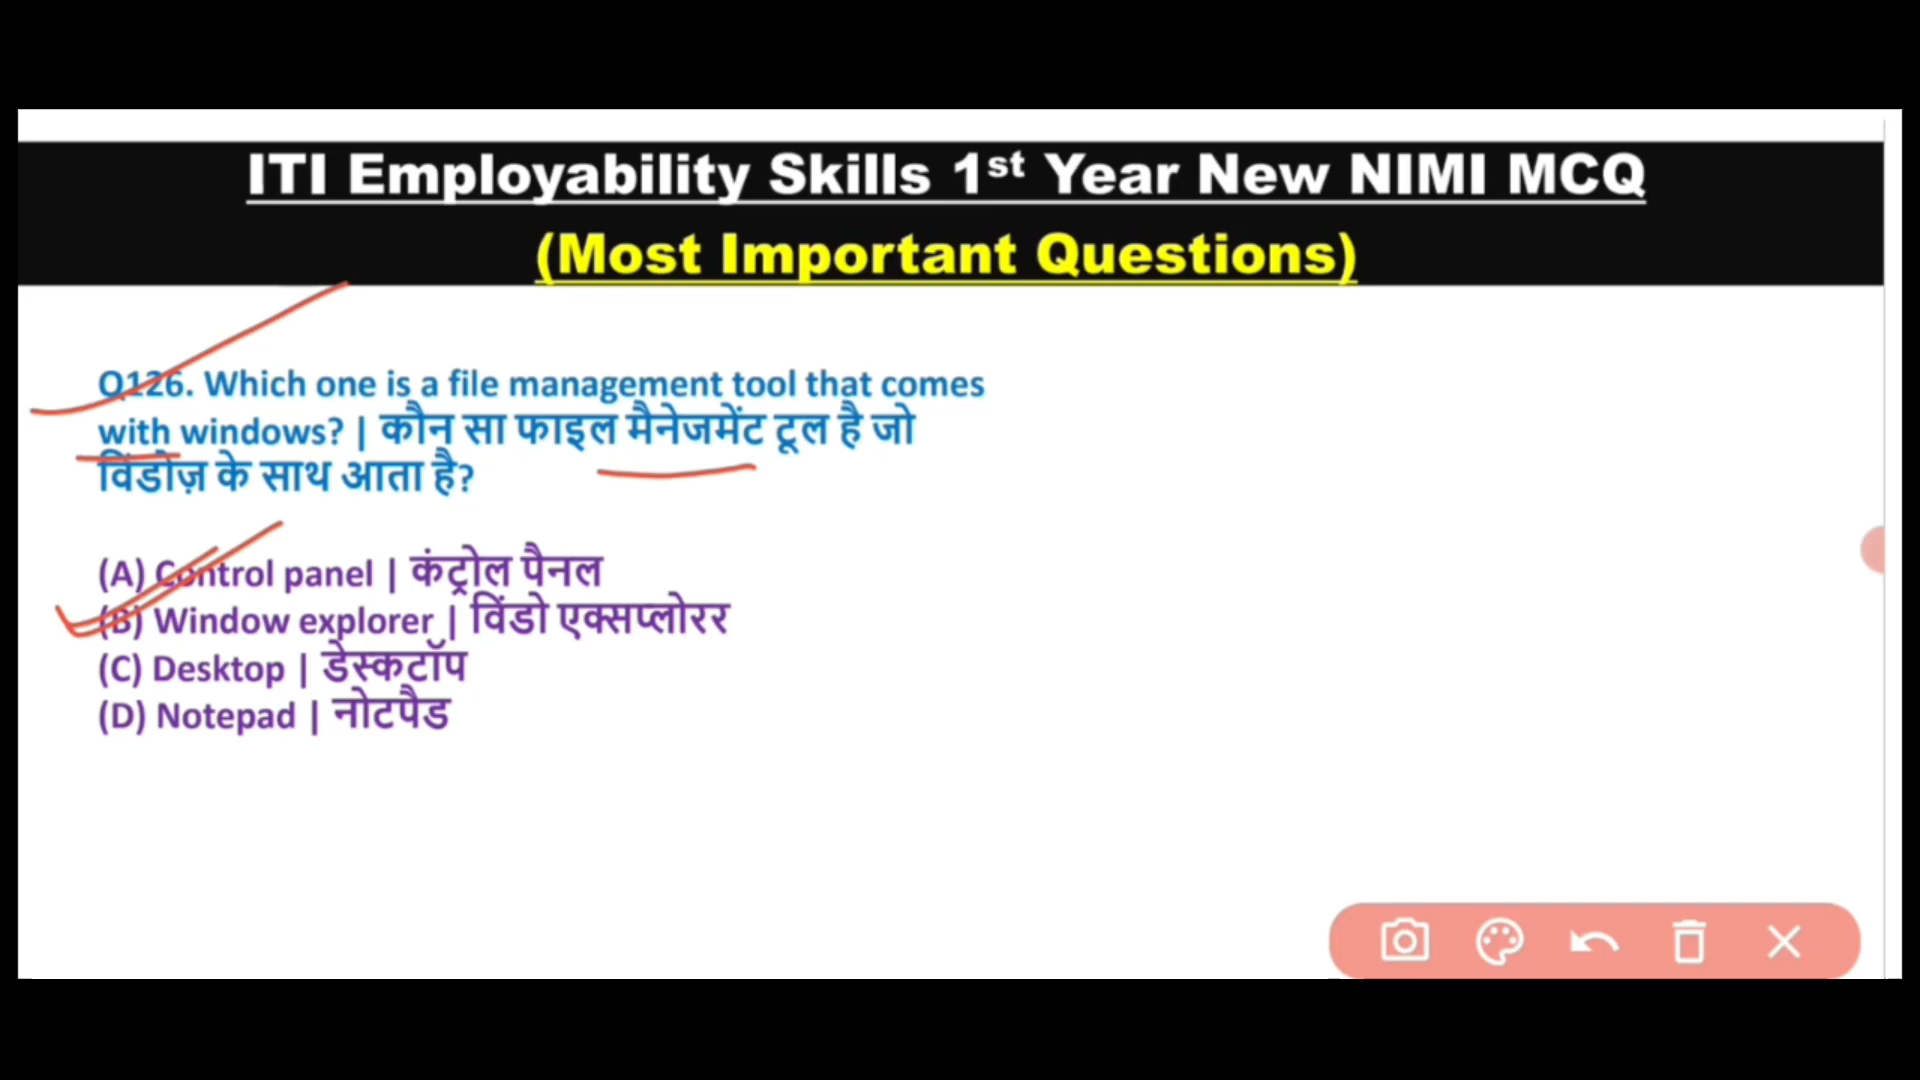 ITI Employability Skills 1st Year New NIMI MCQ
(Most Important Questions)
Q126. Which one is a file management tool that comes
with windows? | कौन सा फाइल मैनेजमेंट टूल है जो
विंडोज़ के साथ आता है?
(A) Control panel | कंट्रोल पैनल
(B) Window explorer | विंडो एक्सप्लोरर
(C) Desktop | डेस्कटॉप
(D) Notepad | नोटपैड